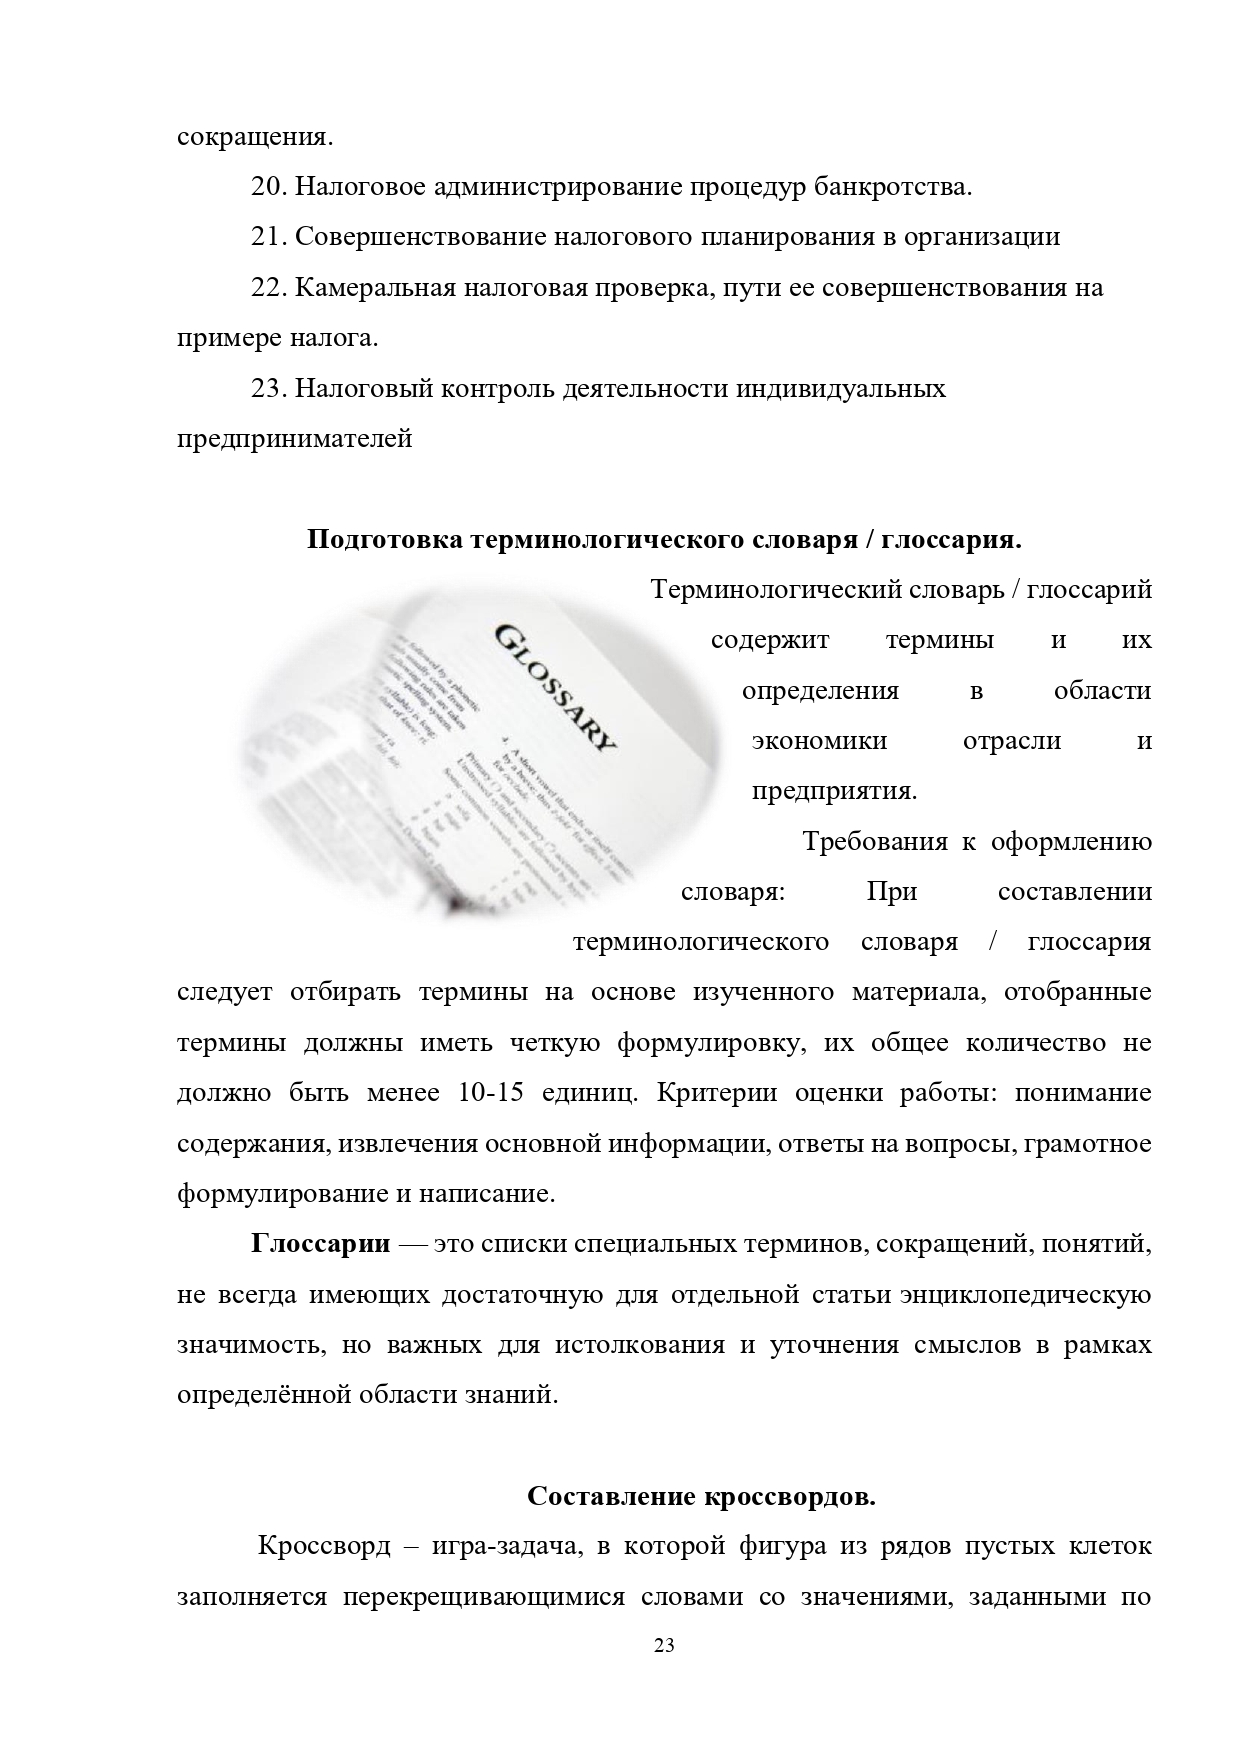 сокращения.
20. Налоговое администрирование процедур банкротства.
21. Совершенствование налогового планирования в организации
22. Камеральная налоговая проверка, пути ее совершенствования на
примере налога.
23. Налоговый контроль деятельности индивидуальных
предпринимателей
Подготовка терминологического словаря / глоссария.
GLOSSARY
Терминологический словарь / глоссарий
содержит термины и их
определения в области
экономики отрасли и
предприятия.
Требования к оформлению
словаря: При составлении
терминологического словаря / глоссария
следует отбирать термины на основе изученного материала, отобранные
термины должны иметь четкую формулировку, их общее количество не
должно быть менее 10-15 единиц. Критерии оценки работы: понимание
содержания, извлечения основной информации, ответы на вопросы, грамотное
формулирование и написание.
Глоссарии — это списки специальных терминов, сокращений, понятий,
не всегда имеющих достаточную для отдельной статьи энциклопедическую
значимость, но важных для истолкования и уточнения смыслов в рамках
определённой области знаний.
Составление кроссвордов.
Кроссворд – игра-задача, в которой фигура из рядов пустых клеток
заполняется перекрещивающимися словами со значениями, заданными по
23